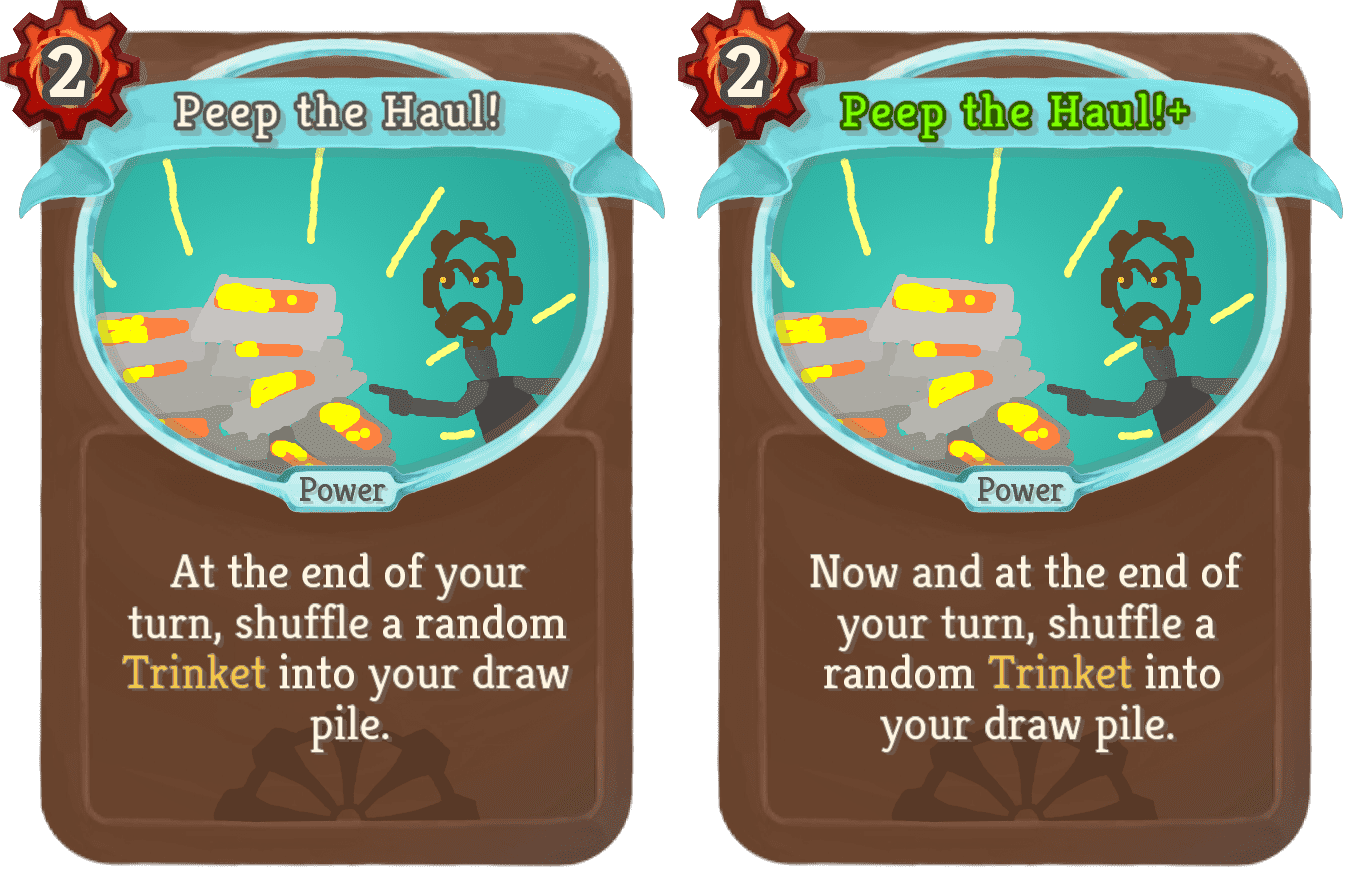 2
Peep the Haul!
Power
At the end of your
turn, shuffle a random
Trinket into your draw
pile.
2
Peep the Haul!+
Power
Now and at the end of
your turn, shuffle a
random Trinket into
your draw pile.